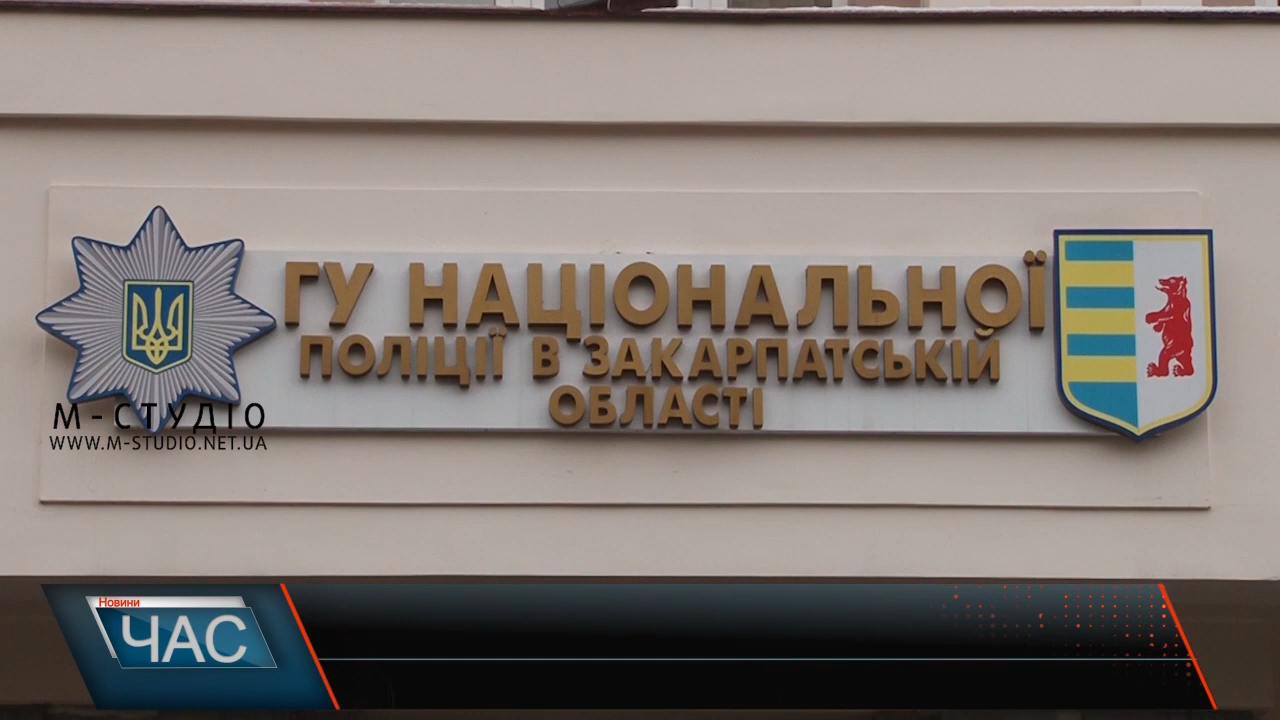 ГУ НАЦІОНАЛЬНОЇ
ПОЛІЦІЇ В ЗАКАРПАТСЬКІЙ
ОБЛАСТІ
М-СТУДІО
WWW.M-STUDIO.NET.UA
Новини
ЧАС